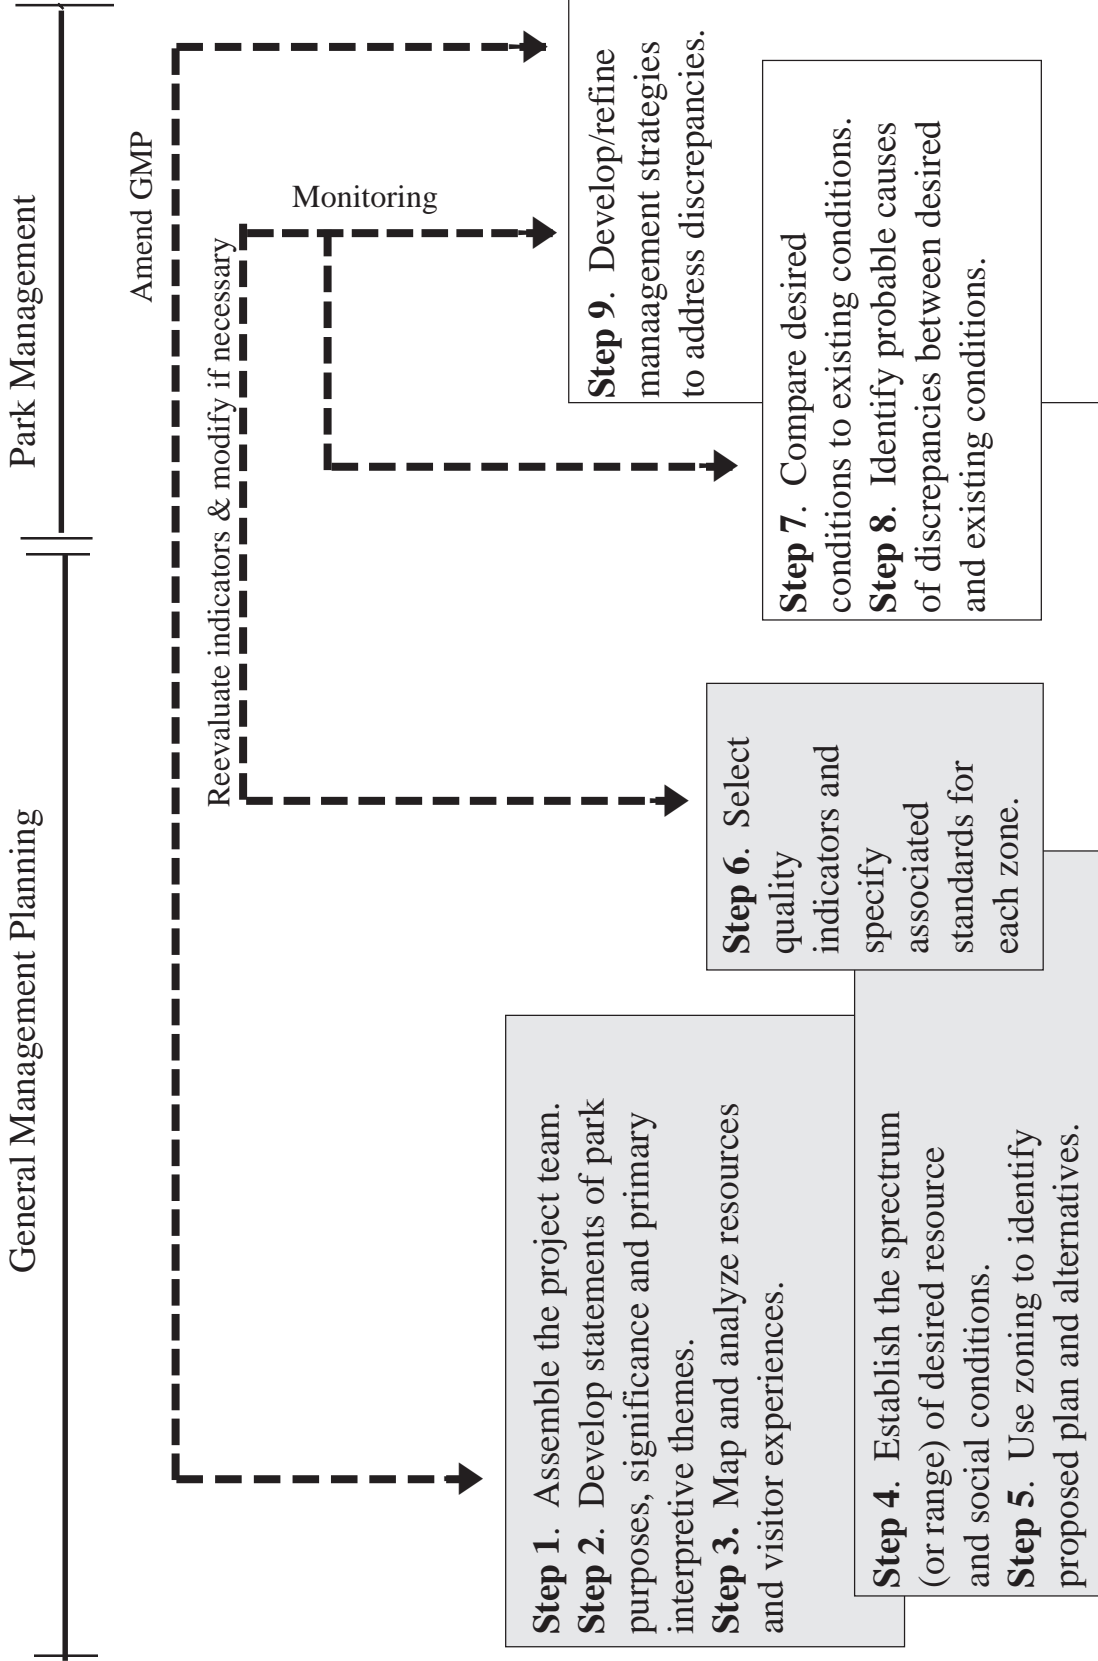 General Management Planning
Park Management
Amend GMP
Reevaluate indicators & modify if necessary
Monitoring
Step 1. Assemble the project team.
Step 2. Develop statements of park
purposes, significance and primary
interpretive themes.
Step 3. Map and analyze resources
and visitor experiences.
Step 4. Establish the sprectrum
(or range) of desired resource
and social conditions.
Step 5. Use zoning to identify
proposed plan and alternatives.
Step 6. Select
quality
indicators and
specify
associated
standards for
each zone.
Step 7. Compare desired
conditions to existing conditions.
Step 8. Identify probable causes
of discrepancies between desired
and existing conditions.
Step 9. Develop/refine
manaagement strategies
to address discrepancies.